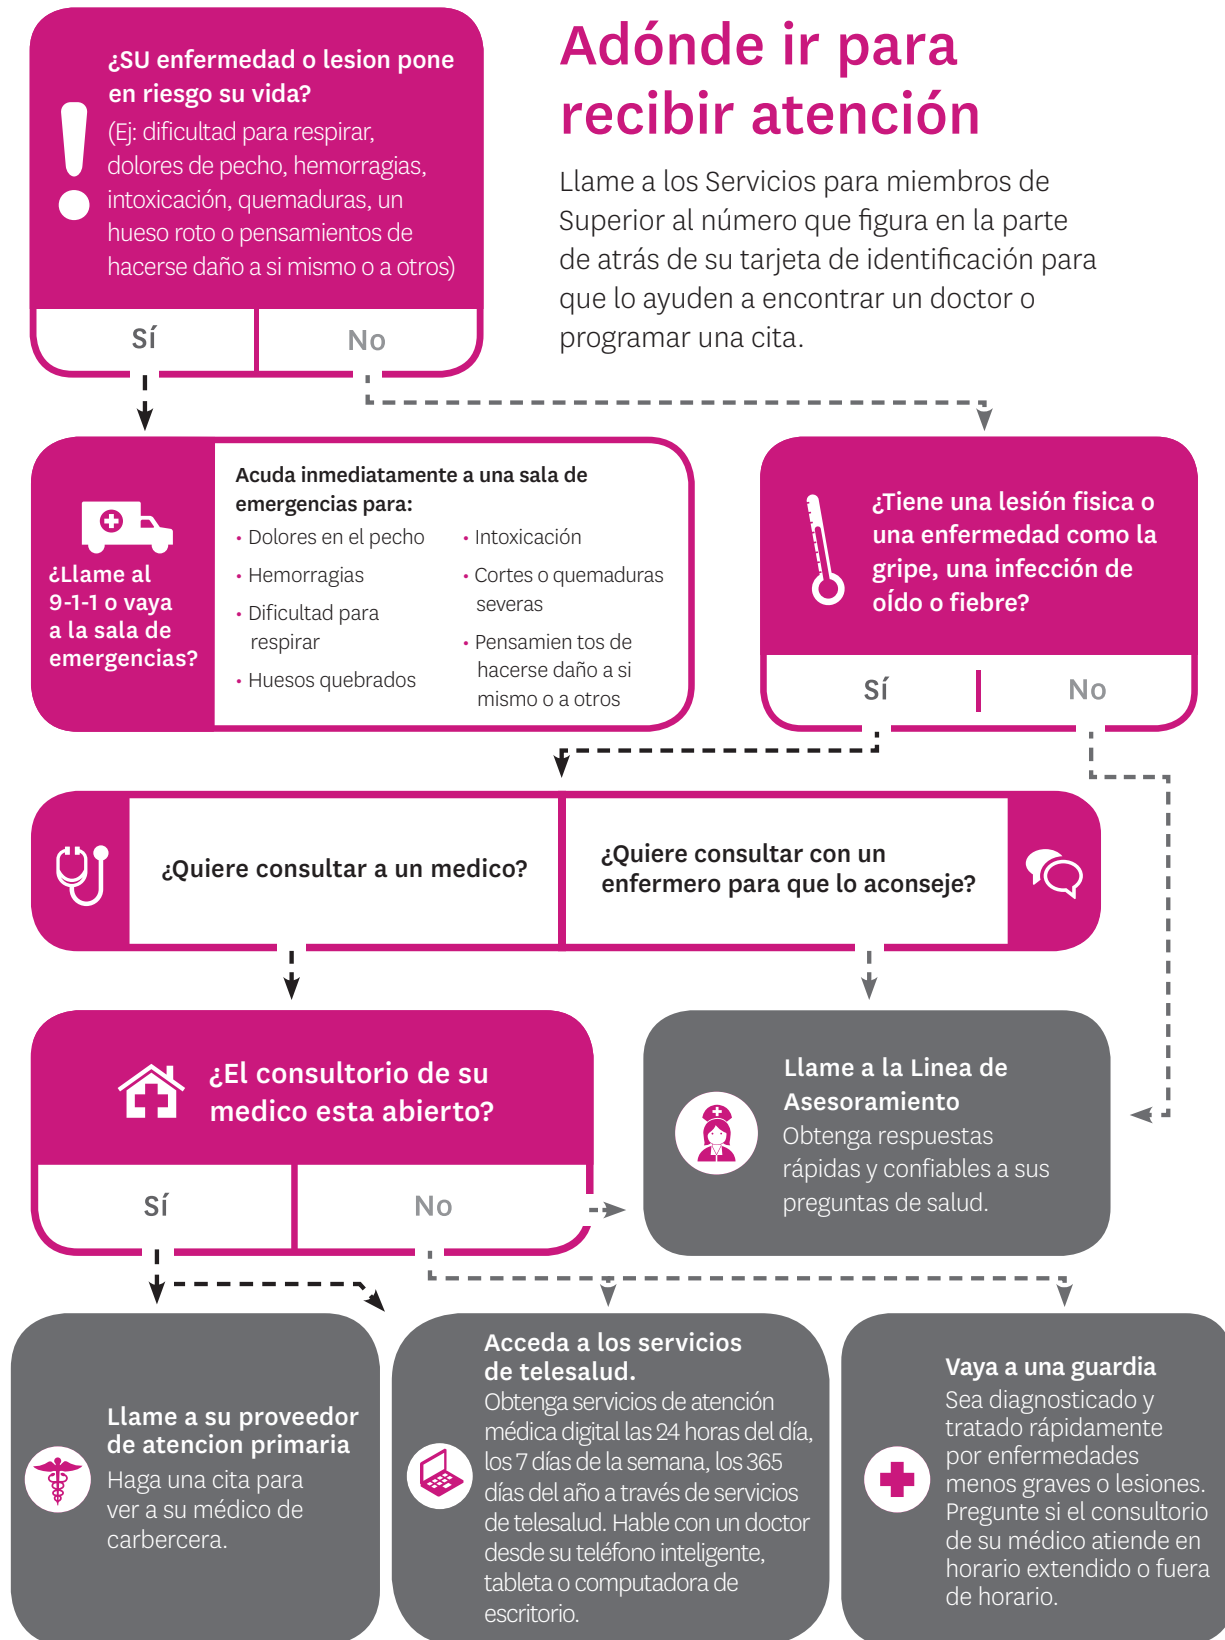 ¿SU enfermedad o lesion pone
en riesgo su vida?
(Ej: dificultad para respirar,
dolores de pecho, hemorragias,
intoxicación, quemaduras, un
hueso roto o pensamientos de
hacerse daño a si mismo o a otros)
Sí
No
Adónde ir para
recibir atención
Llame a los Servicios para miembros de
Superior al número que figura en la parte
de atrás de su tarjeta de identificación para
que lo ayuden a encontrar un doctor o
programar una cita.
¿Llame al
9-1-1 o vaya
a la sala de
emergencias?
Acuda inmediatamente a una sala de
emergencias para:
• Dolores en el pecho
• Hemorragias
• Dificultad para
respirar
• Huesos quebrados
• Intoxicación
• Cortes o quemaduras
severas
• Pensamien tos de
hacerse daño a si
mismo o a otros
¿Tiene una lesión fisica o
una enfermedad como la
gripe, una infección de
oÍdo o fiebre?
Sí
No
¿Quiere consultar a un medico?
¿Quiere consultar con un
enfermero para que lo aconseje?
¿El consultorio de su
medico esta abierto?
Sí
No
Llame a la Linea de
Asesoramiento
Obtenga respuestas
rápidas y confiables a sus
preguntas de salud.
Llame a su proveedor
de atencion primaria
Haga una cita para
ver a su médico de
carbercera.
Acceda a los servicios
de telesalud.
Obtenga servicios de atención
médica digital las 24 horas del día,
los 7 días de la semana, los 365
días del año a través de servicios
de telesalud. Hable con un doctor
desde su teléfono inteligente,
tableta o computadora de
escritorio.
Vaya a una guardia
Sea diagnosticado y
tratado rápidamente
por enfermedades
menos graves o lesiones.
Pregunte si el consultorio
de su médico atiende en
horario extendido o fuera
de horario.